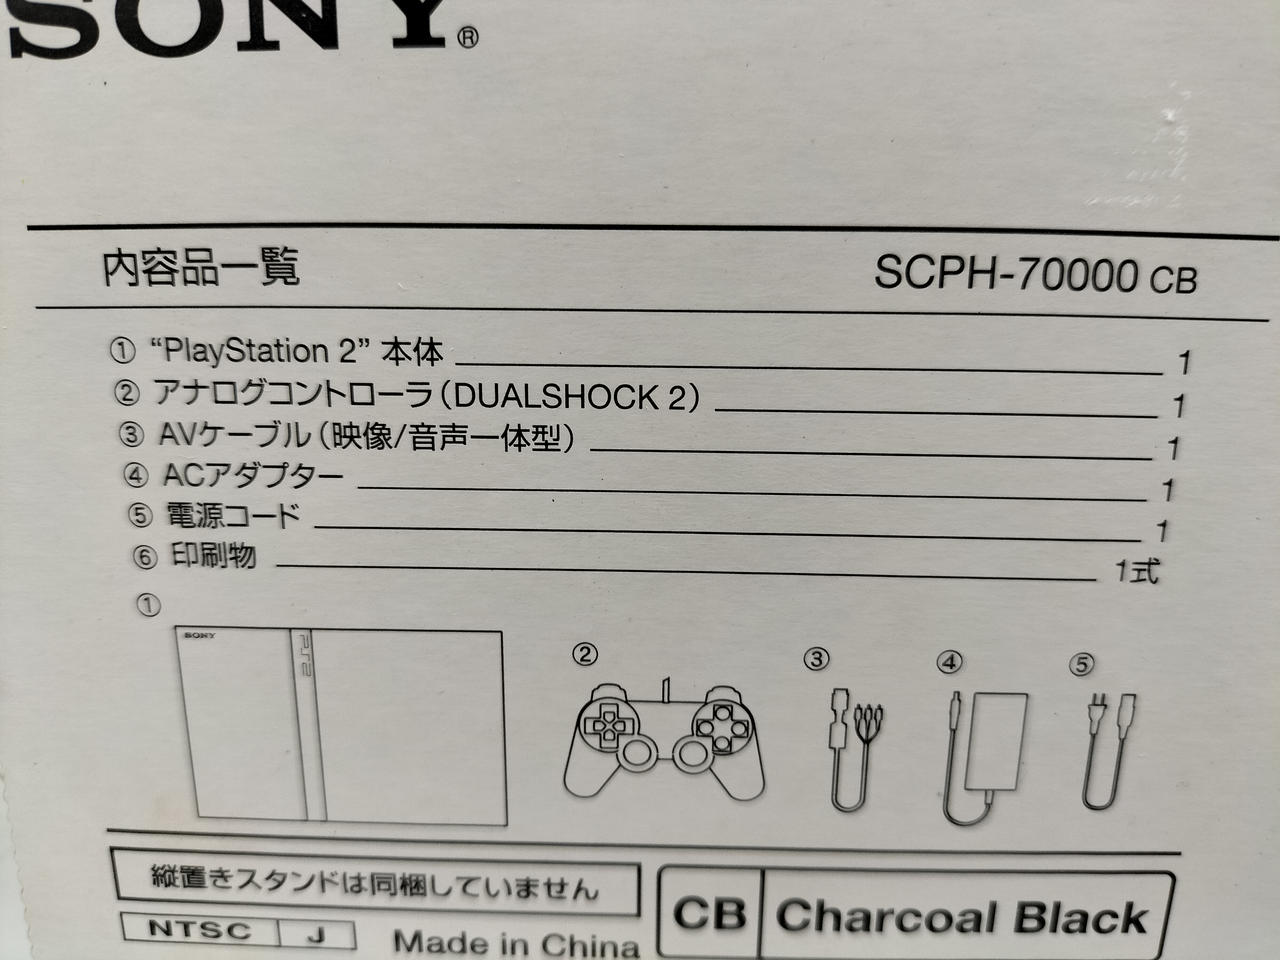 SONY®
内容品一覧 SCPH-70000 CB
① “PlayStation 2” 本体 1
② アナログコントローラ（DUALSHOCK 2） 1
③ AVケーブル（映像/音声一体型） 1
④ ACアダプター 1
⑤ 電源コード 1
⑥ 印刷物 1式
①
② ③ ④ ⑤
SONY
PS2
縦置きスタンドは同梱していません
CB Charcoal Black
NTSC J Made in China